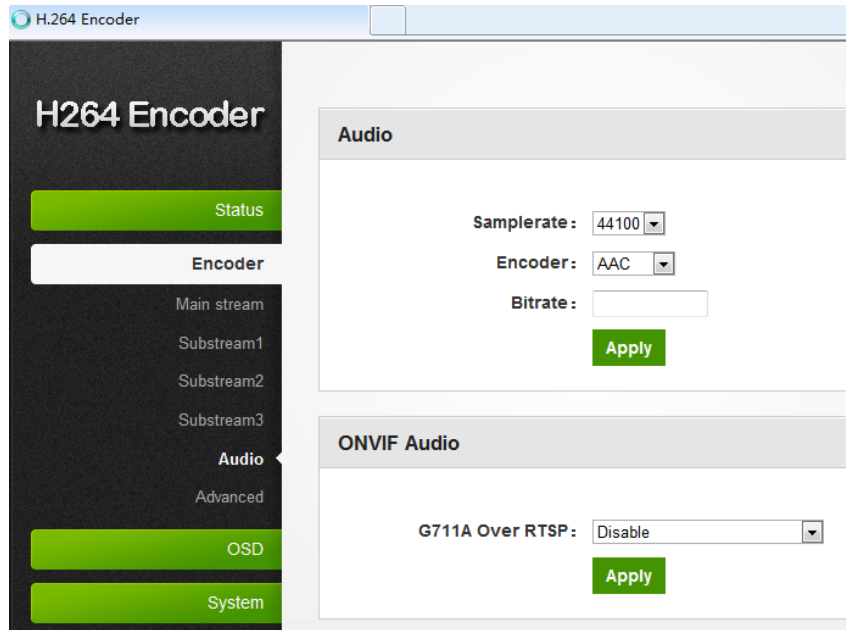 H.264 Encoder
H264 Encoder
Status
Encoder
Main stream
Substream1
Substream2
Substream3
Audio
Advanced
OSD
System
Audio
Samplerate: 44100
Encoder: AAC
Bitrate:
Apply
ONVIF Audio
G711A Over RTSP: Disable
Apply